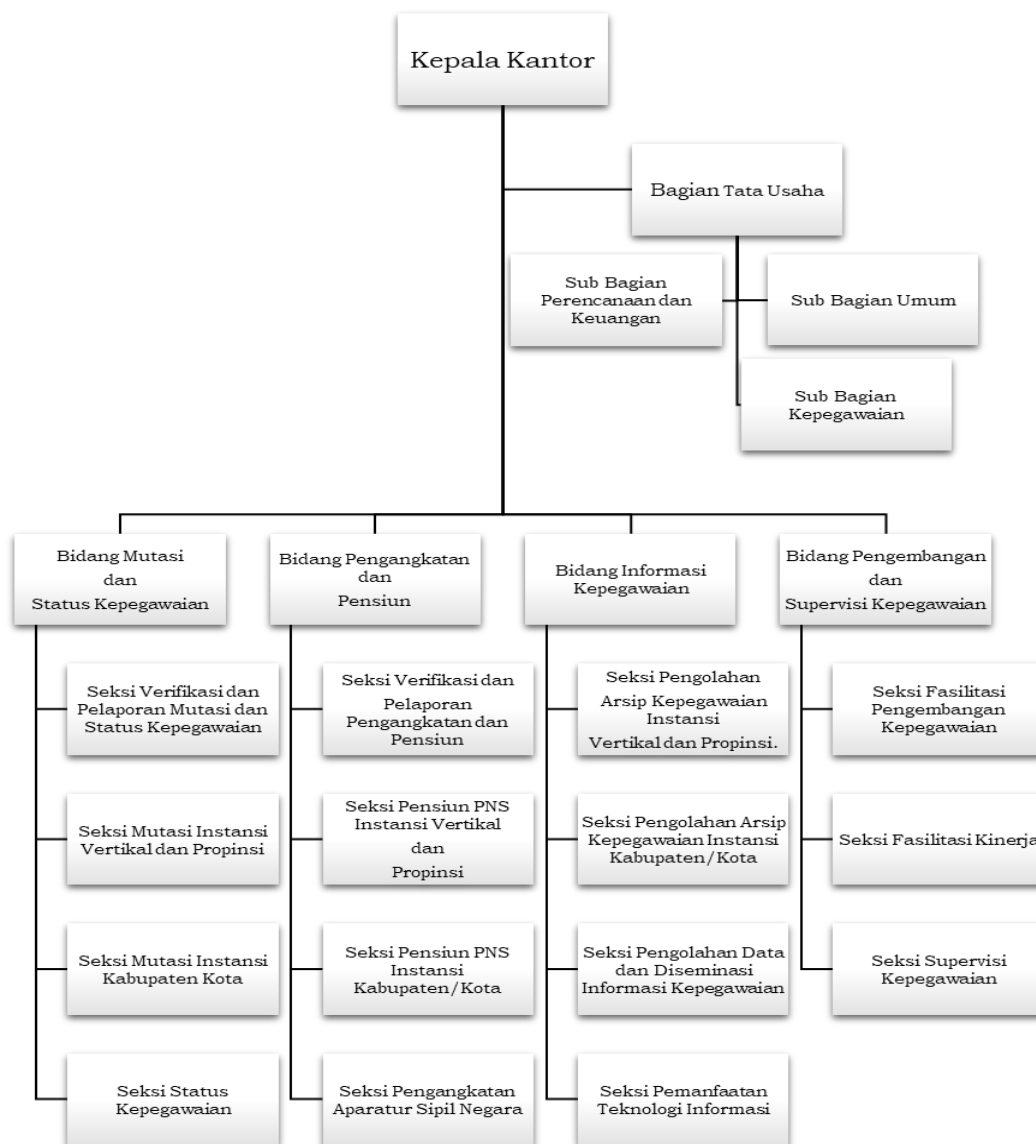 Kepala Kantor
Bagian Tata Usaha
Sub Bagian
Perencanaan dan
Keuangan
Sub Bagian Umum
Sub Bagian
Kepegawaian
Bidang Mutasi
dan
Status Kepegawaian
Bidang Pengangkatan
dan
Pensiun
Bidang Informasi
Kepegawaian
Bidang Pengembangan
dan
Supervisi Kepegawaian
Seksi Verifikasi dan
Pelaporan Mutasi dan
Status Kepegawaian
Seksi Verifikasi dan
Pelaporan
Pengangkatan dan
Pensiun
Seksi Pengolahan
Arsip Kepegawaian
Instansi
Vertikal dan Propinsi.
Seksi Fasilitasi
Pengembangan
Kepegawaian
Seksi Mutasi Instansi
Vertikal dan Propinsi
Seksi Pensiun PNS
Instansi Vertikal
dan
Propinsi
Seksi Pengolahan Arsip
Kepegawaian Instansi
Kabupaten/Kota
Seksi Fasilitasi Kinerja
Seksi Mutasi Instansi
Kabupaten Kota
Seksi Pensiun PNS
Instansi
Kabupaten/Kota
Seksi Pengolahan Data
dan Diseminasi
Informasi Kepegawaian
Seksi Supervisi
Kepegawaian
Seksi Status
Kepegawaian
Seksi Pengangkatan
Aparatur Sipil Negara
Seksi Pemanfaatan
Teknologi Informasi